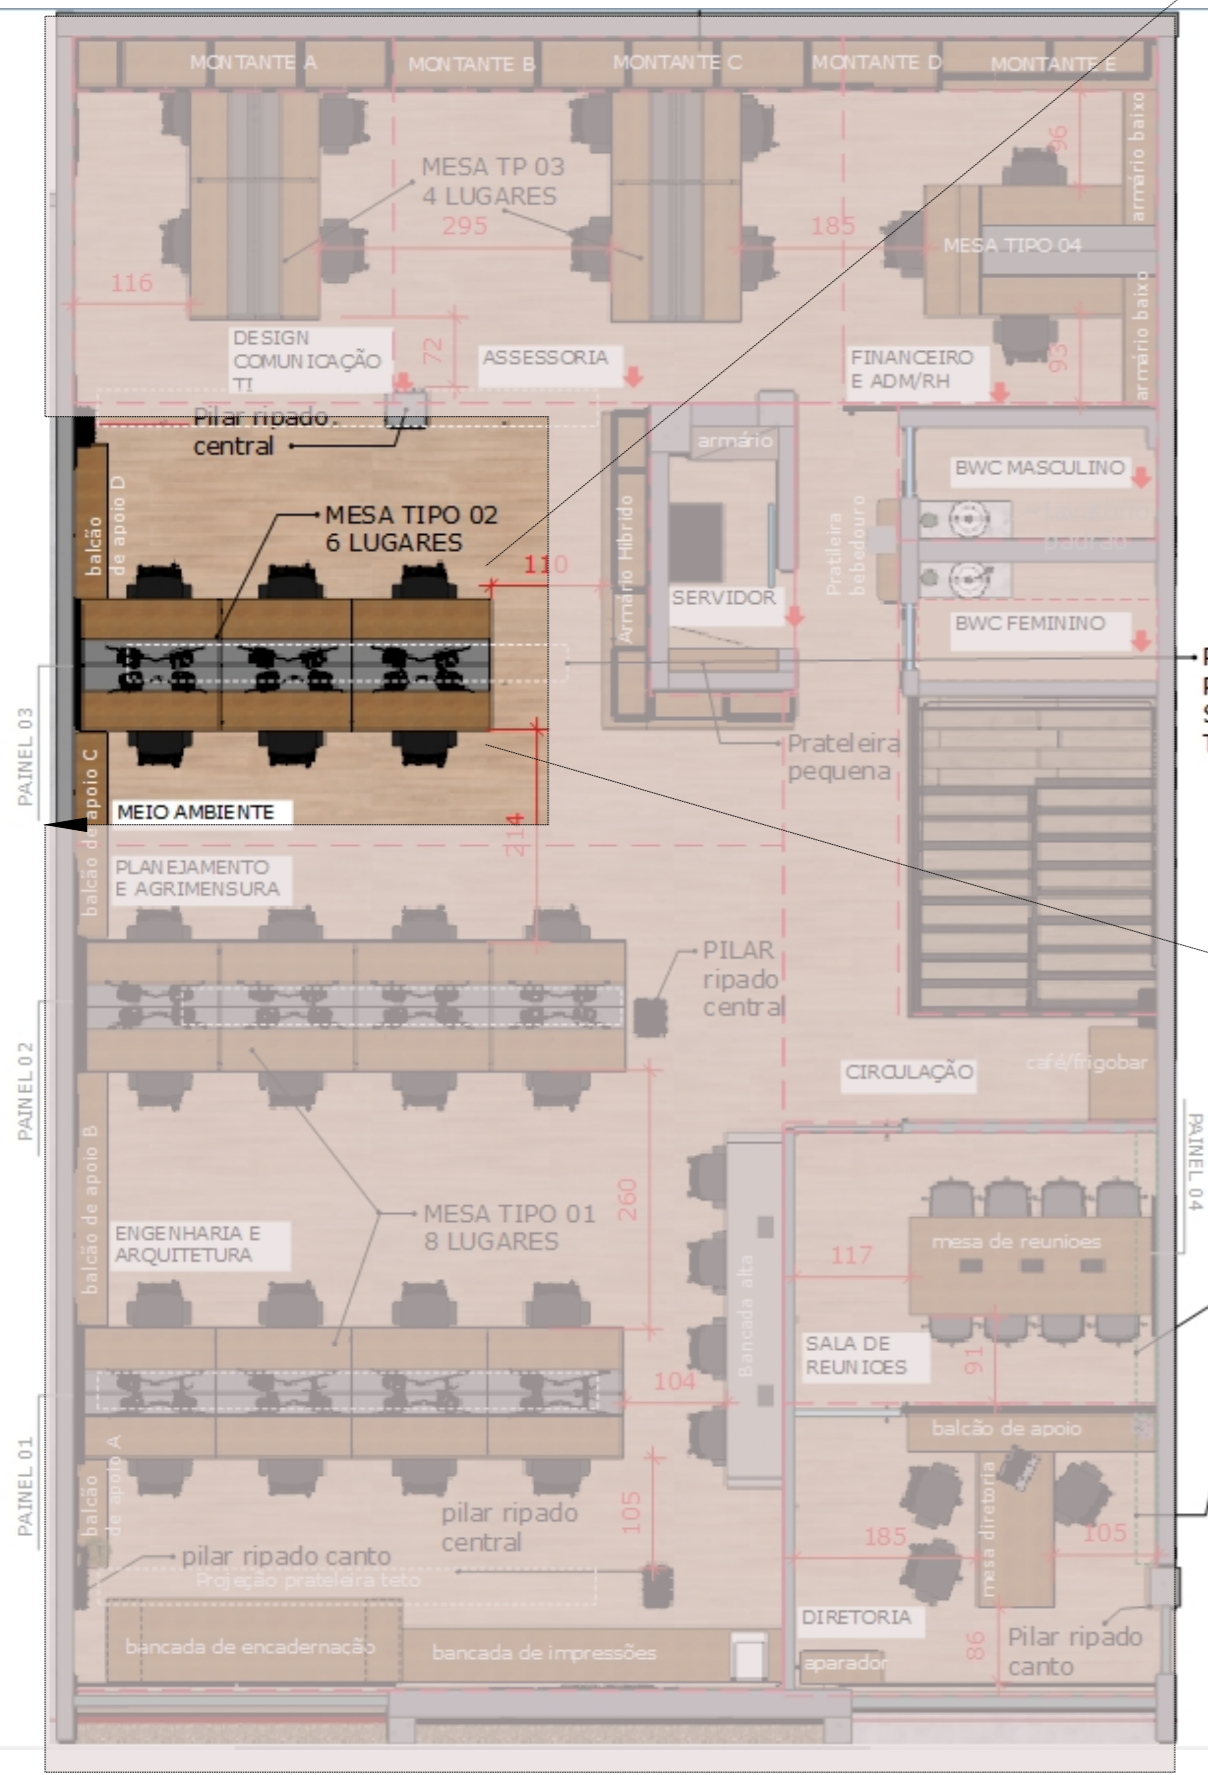 MONTANTE A
MONTANTE B
MONTANTE C
MONTANTE D
MONTANTE E
armário baixo
MESA TP 03
4 LUGARES
96
295
185
MESA TIPO 04
116
armário baixo
72
93
DESIGN
COMUNICAÇÃO
TI
ASSESSORIA
FINANCEIRO
E ADM/RH
Pilar ripado
central
armário
BWC MASCULINO
balcão
de apoio D
MESA TIPO 02
6 LUGARES
Armário Hibrido
Pratileira
bebedouro
padrão
110
SERVIDOR
BWC FEMININO
PAINEL 03
Prateleira
pequena
balcão de apoio C
MEIO AMBIENTE
214
PLANEJAMENTO
E AGRIMENSURA
PILAR
ripado
central
PAINEL 02
CIRCULAÇÃO
café/frigobar
balcão de apoio B
PAINEL 04
260
MESA TIPO 01
8 LUGARES
ENGENHARIA E
ARQUITETURA
mesa de reunioes
117
Bancada alta
SALA DE
REUNIOES
91
104
balcão de apoio
PAINEL 01
balcão
de apoio A
105
pilar ripado
central
mesa diretoria
185
105
pilar ripado canto
Projeção prateleira teto
DIRETORIA
86
Pilar ripado
canto
bancada de encadernação
bancada de impressões
aparador